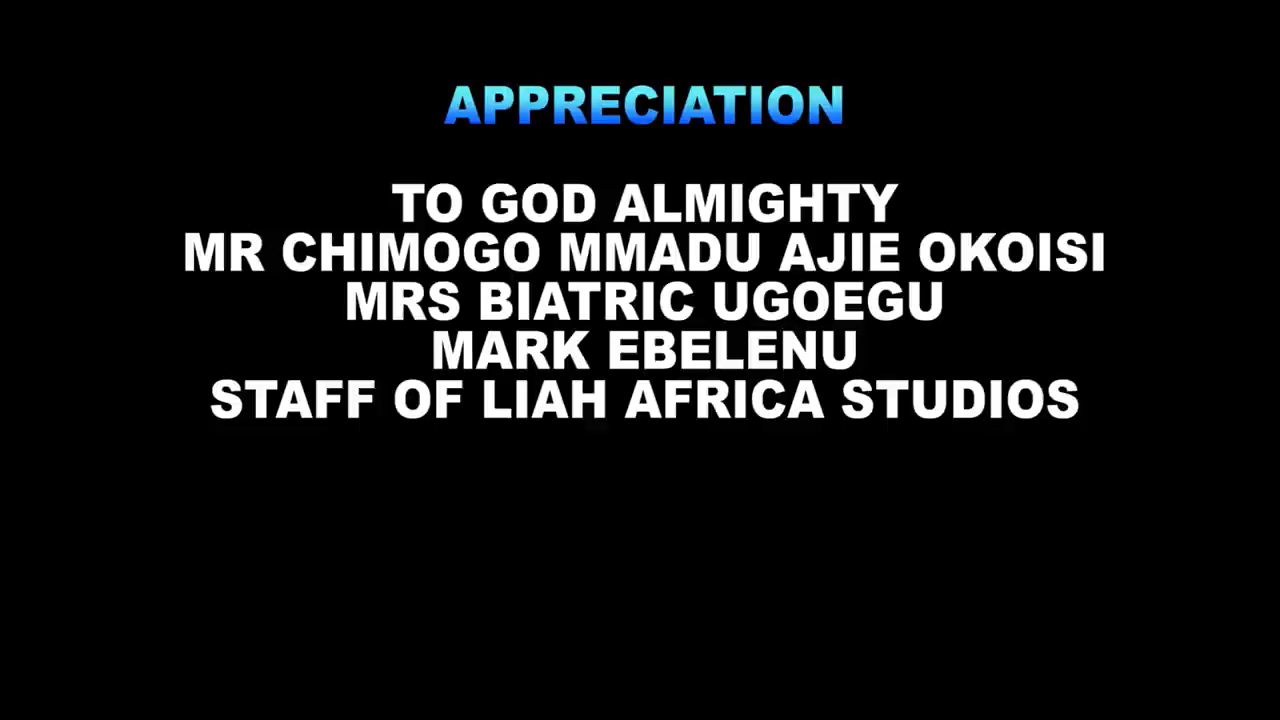 APPRECIATION
TO GOD ALMIGHTY
MR CHIMOGO MMADU AJIE OKOISI
MRS BIATRIC UGOEGU
MARK EBELENU
STAFF OF LIAH AFRICA STUDIOS